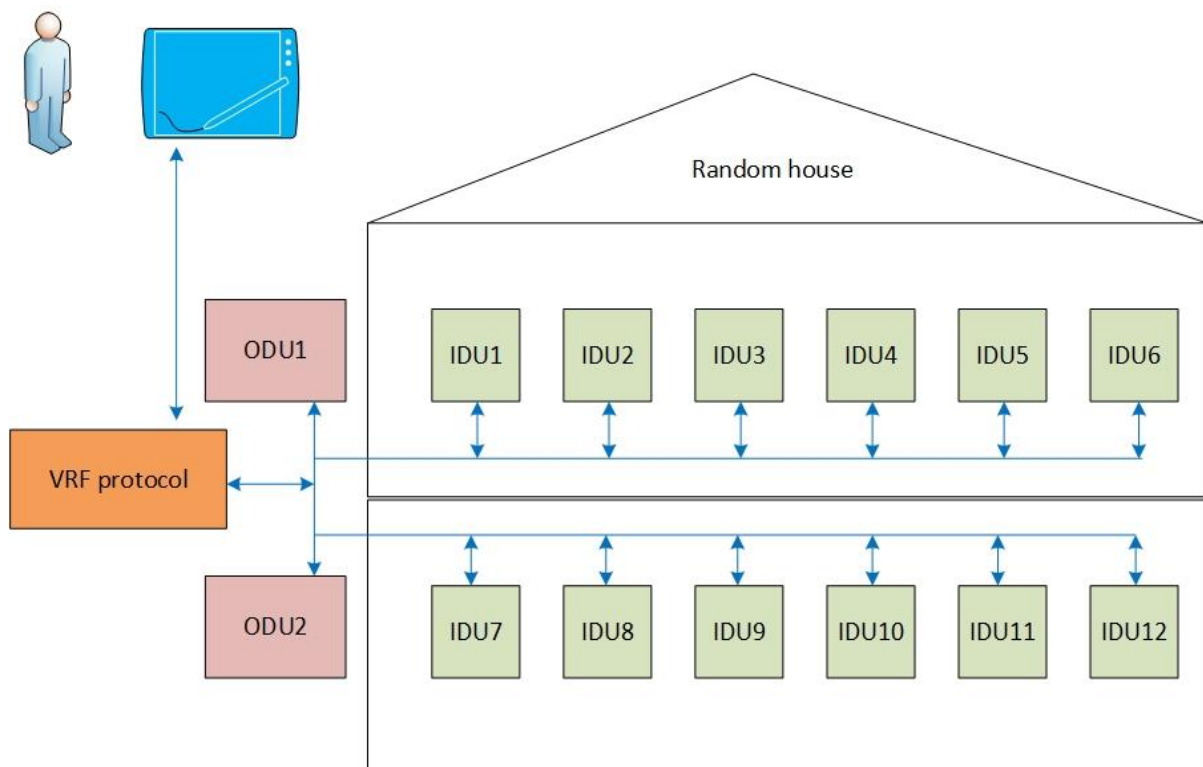 Random house
ODU1
IDU1
IDU2
IDU3
IDU4
IDU5
IDU6
VRF protocol
ODU2
IDU7
IDU8
IDU9
IDU10
IDU11
IDU12